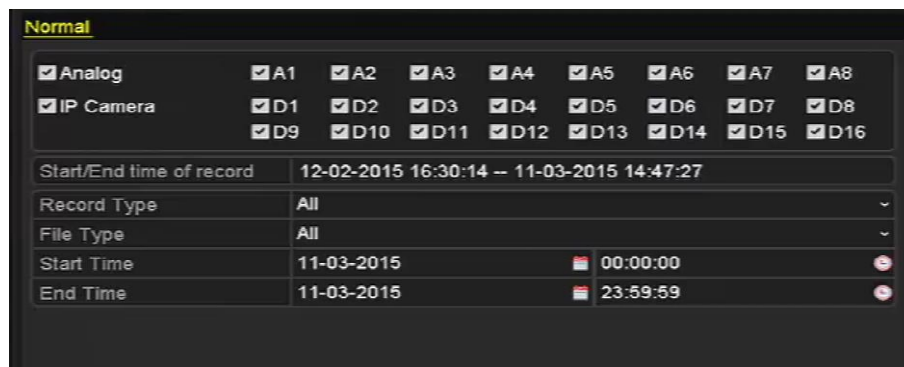 Normal
Analog A1 A2 A3 A4 A5 A6 A7 A8
IP Camera D1 D2 D3 D4 D5 D6 D7 D8
D9 D10 D11 D12 D13 D14 D15 D16
Start/End time of record 12-02-2015 16:30:14 -- 11-03-2015 14:47:27
Record Type All
File Type All
Start Time 11-03-2015 00:00:00
End Time 11-03-2015 23:59:59